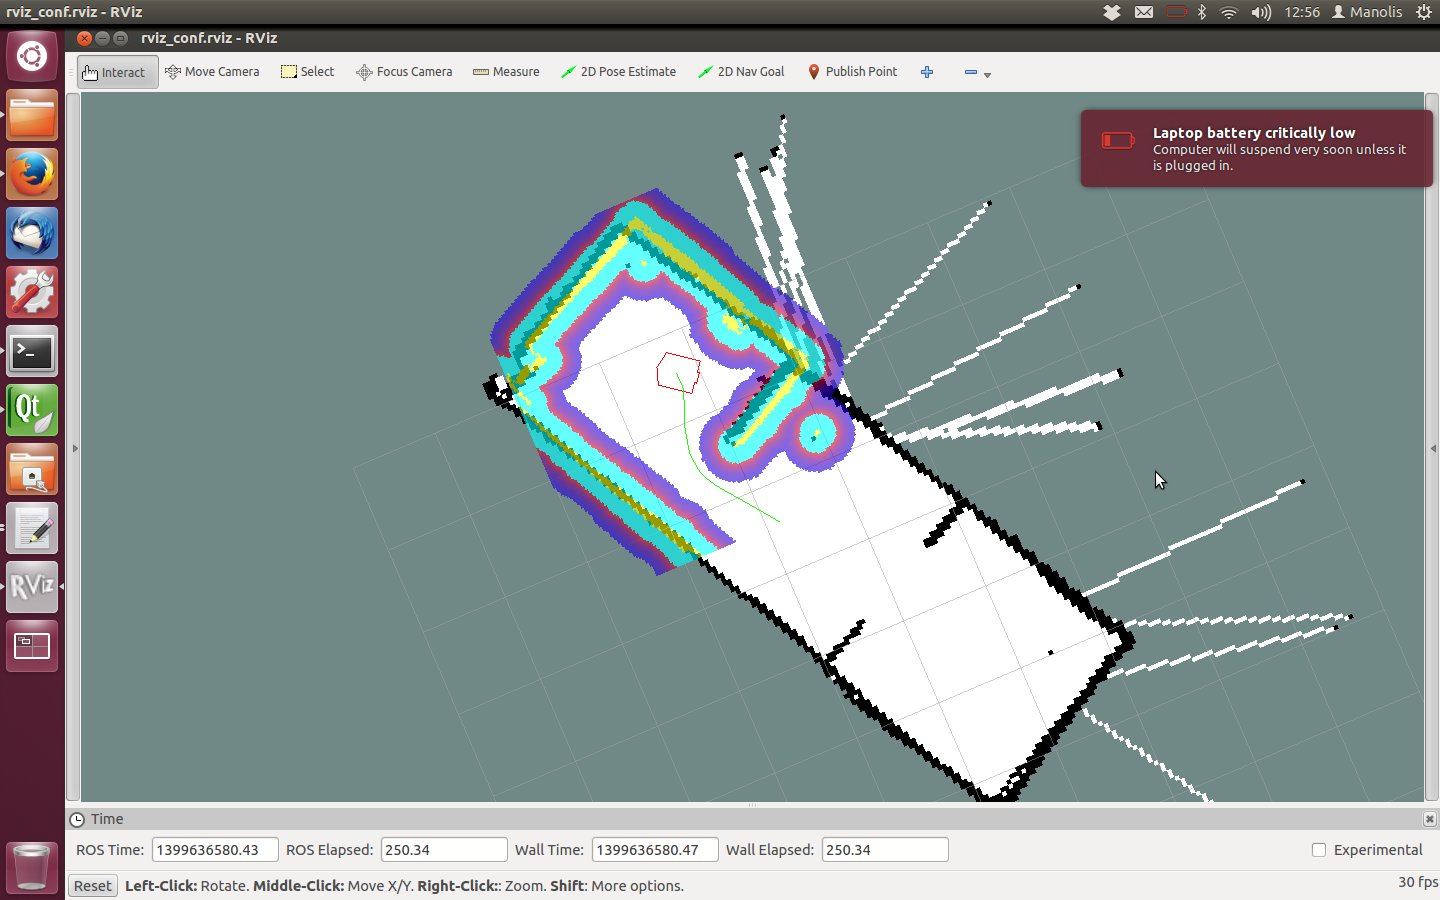 rviz_conf.rviz - RViz
12:56 Manolis
rviz_conf.rviz - RViz
Interact Move Camera Select Focus Camera Measure 2D Pose Estimate 2D Nav Goal Publish Point
Laptop battery critically low
Computer will suspend very soon unless it
is plugged in.
Qt
RViz
Time
ROS Time: 1399636580.43 ROS Elapsed: 250.34 Wall Time: 1399636580.47 Wall Elapsed: 250.34 Experimental
Reset Left-Click: Rotate. Middle-Click: Move X/Y. Right-Click:: Zoom. Shift: More options. 30 fps